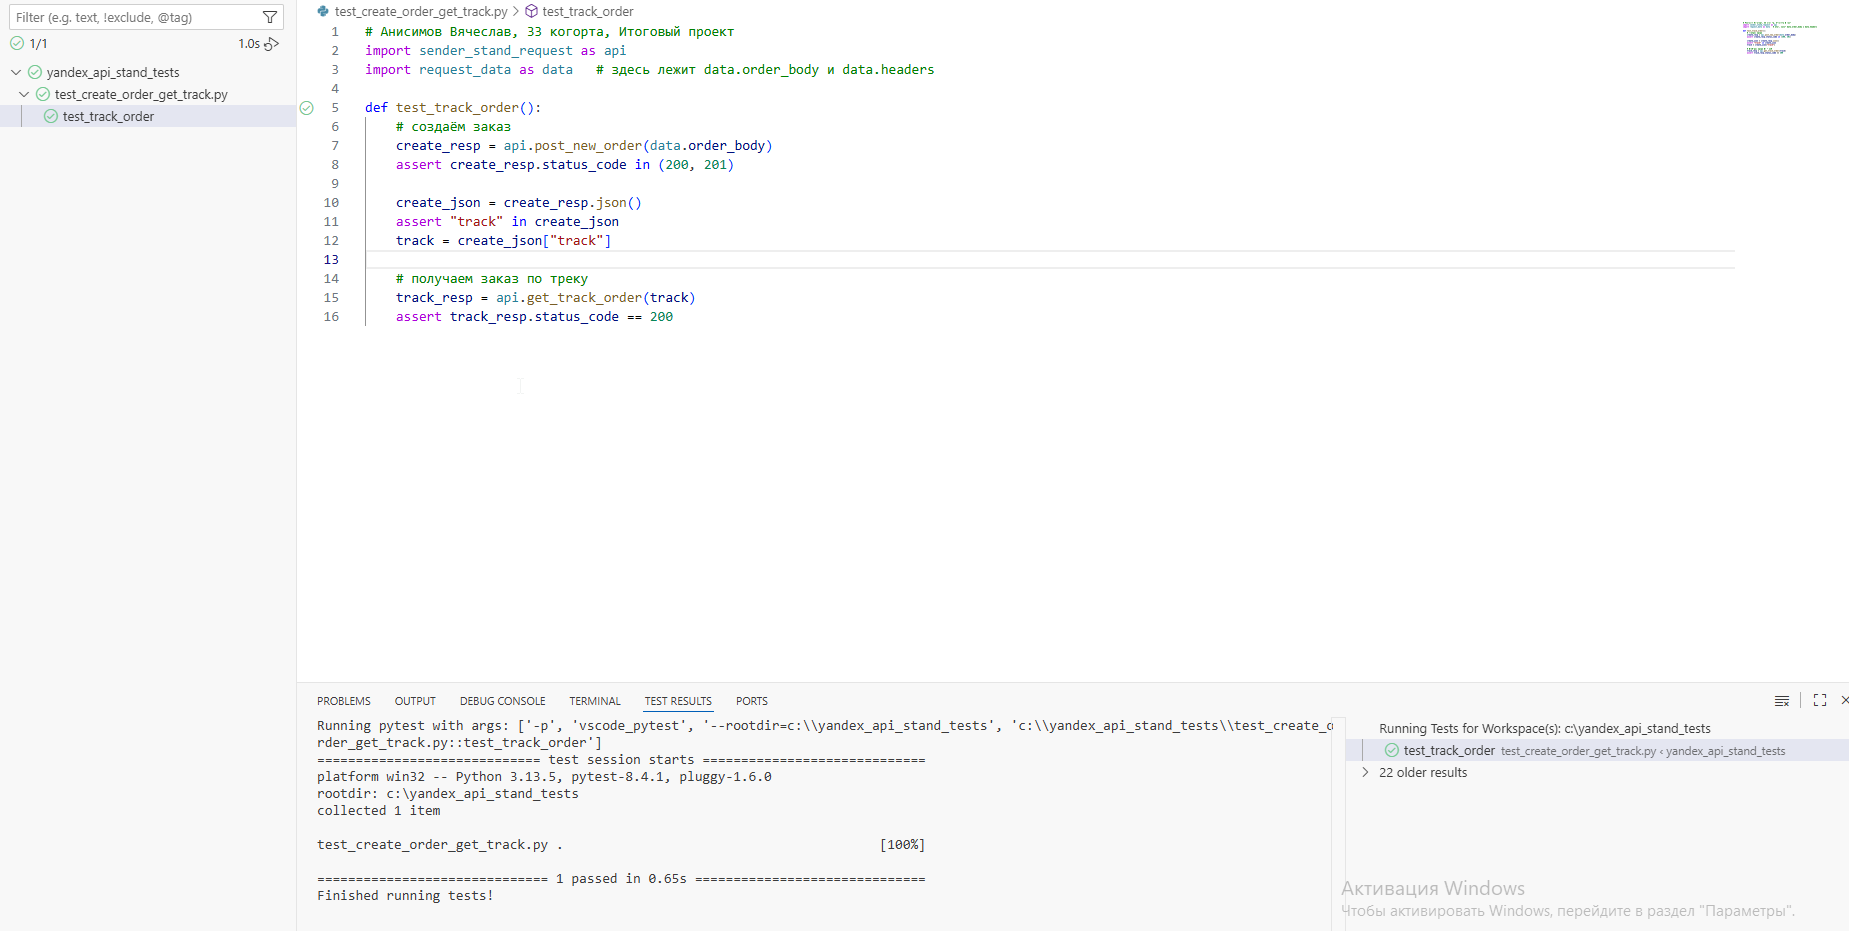 Filter (e.g. text, !exclude, @tag)
1/1
1.0s
yandex_api_stand_tests
test_create_order_get_track.py
test_track_order
test_create_order_get_track.py > test_track_order
1 # Анисимов Вячеслав, 33 когорта, Итоговый проект
2 import sender_stand_request as api
3 import request_data as data   # здесь лежит data.order_body и data.headers
4
5 def test_track_order():
6     # создаём заказ
7     create_resp = api.post_new_order(data.order_body)
8     assert create_resp.status_code in (200, 201)
9
10     create_json = create_resp.json()
11     assert "track" in create_json
12     track = create_json["track"]
13
14     # получаем заказ по треку
15     track_resp = api.get_track_order(track)
16     assert track_resp.status_code == 200
PROBLEMS OUTPUT DEBUG CONSOLE TERMINAL TEST RESULTS PORTS
Running pytest with args: ['-p', 'vscode_pytest', '--rootdir=c:\\yandex_api_stand_tests', 'c:\\yandex_api_stand_tests\\test_create_o
rder_get_track.py::test_track_order']
============================= test session starts =============================
platform win32 -- Python 3.13.5, pytest-8.4.1, pluggy-1.6.0
rootdir: c:\yandex_api_stand_tests
collected 1 item
test_create_order_get_track.py .                                         [100%]
============================== 1 passed in 0.65s ==============================
Finished running tests!
Running Tests for Workspace(s): c:\yandex_api_stand_tests
test_track_order test_create_order_get_track.py ‹ yandex_api_stand_tests
22 older results
Активация Windows
Чтобы активировать Windows, перейдите в раздел "Параметры".